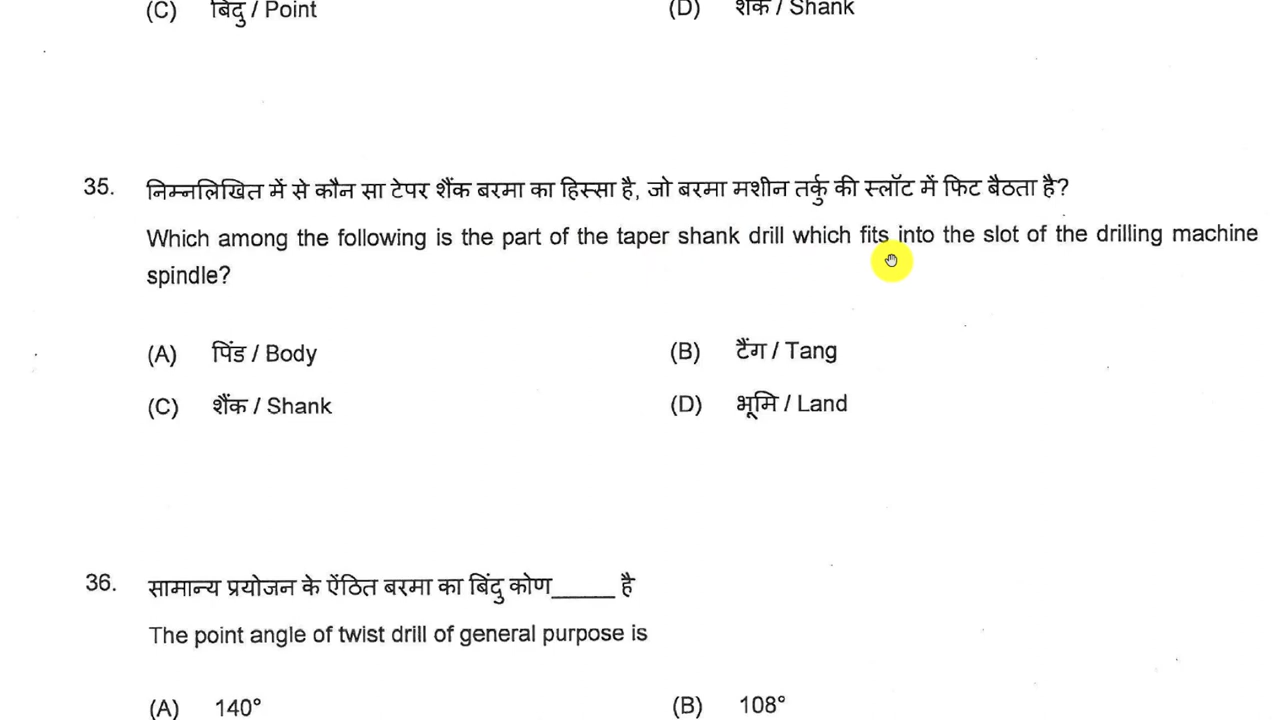 (C) बिंदु / Point
(D) शैंक / Shank
35. निम्नलिखित में से कौन सा टेपर शैंक बरमा का हिस्सा है, जो बरमा मशीन तर्कु की स्लॉट में फिट बैठता है?
Which among the following is the part of the taper shank drill which fits into the slot of the drilling machine
spindle?
(A) पिंड / Body
(B) टैंग / Tang
(C) शैंक / Shank
(D) भूमि / Land
36. सामान्य प्रयोजन के ऐंठित बरमा का बिंदु कोण_____ है
The point angle of twist drill of general purpose is
(A) 140°
(B) 108°